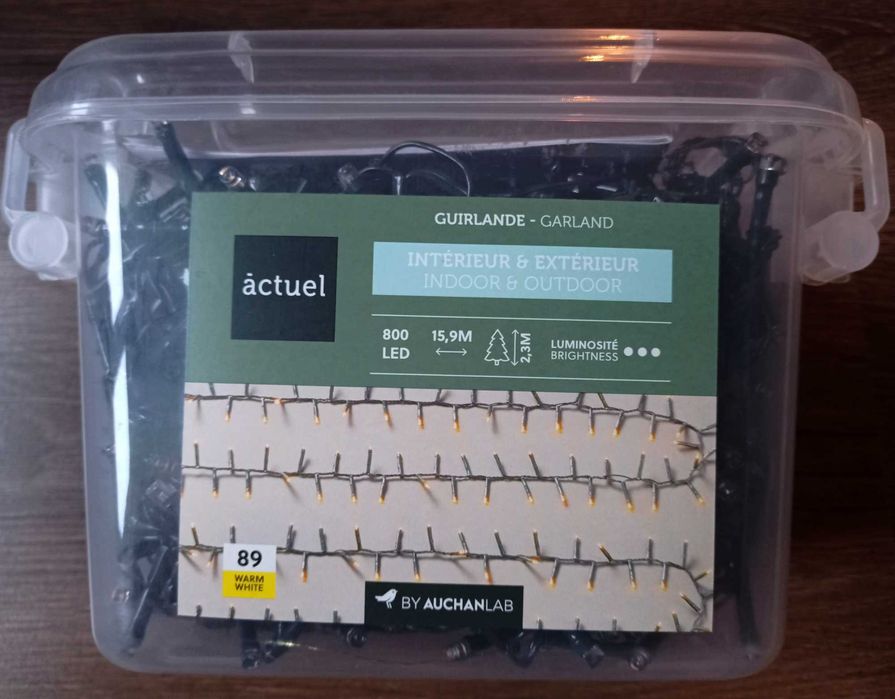 GUIRLANDE - GARLAND
āctuel
INTÉRIEUR & EXTÉRIEUR
INDOOR & OUTDOOR
800
LED
15,9M
2,3M
LUMINOSITÉ
BRIGHTNESS
89
WARM
WHITE
BY AUCHANLAB